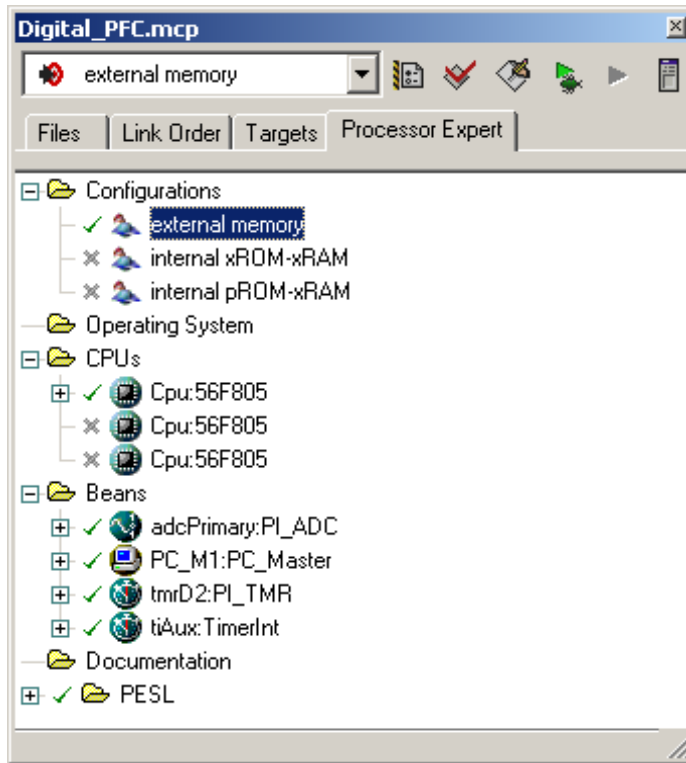 Digital_PFC.mcp
external memory
Files Link Order Targets Processor Expert
Configurations
external memory
internal xROM-xRAM
internal pROM-xRAM
Operating System
CPUs
Cpu:56F805
Cpu:56F805
Cpu:56F805
Beans
adcPrimary:PI_ADC
PC_M1:PC_Master
tmrD2:PI_TMR
tiAux:TimerInt
Documentation
PESL